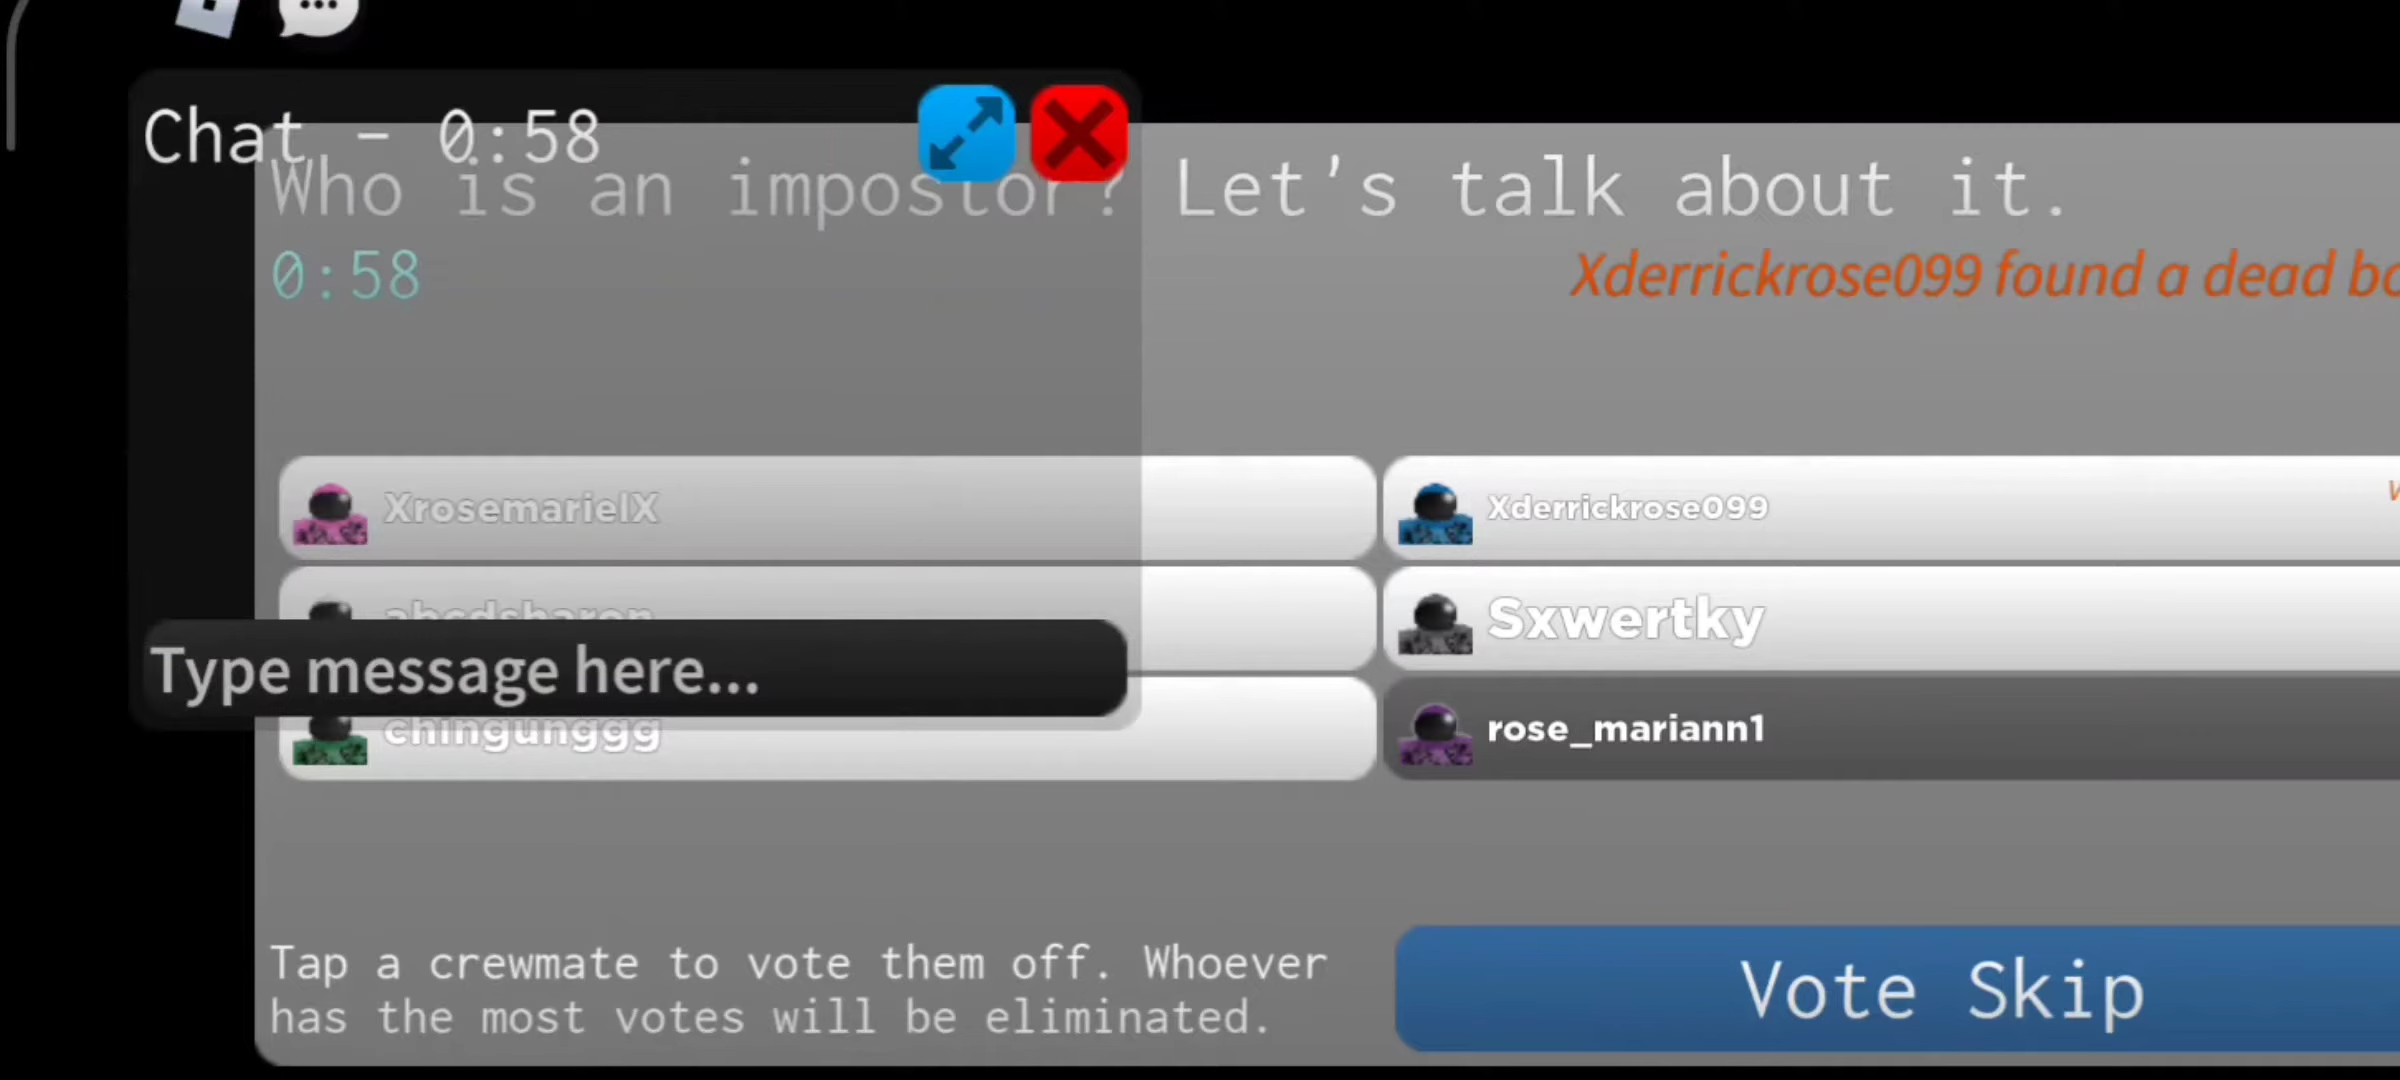 Chat - 0:58
Who is an impostor? Let's talk about it.
0:58
Xderrickrose099 found a dead bo
XrosemarielX
Xderrickrose099
abcdsharon
Sxwertky
Type message here...
chingunggg
rose_mariann1
Tap a crewmate to vote them off. Whoever
has the most votes will be eliminated.
Vote Skip